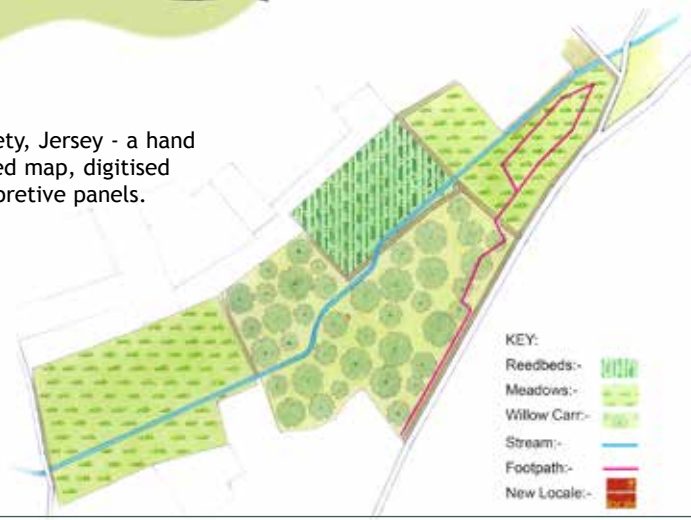 ety, Jersey - a hand
ed map, digitised
pretive panels.
KEY:
Reedbeds:-
Meadows:-
Willow Carr:-
Stream:-
Footpath:-
New Locale:-